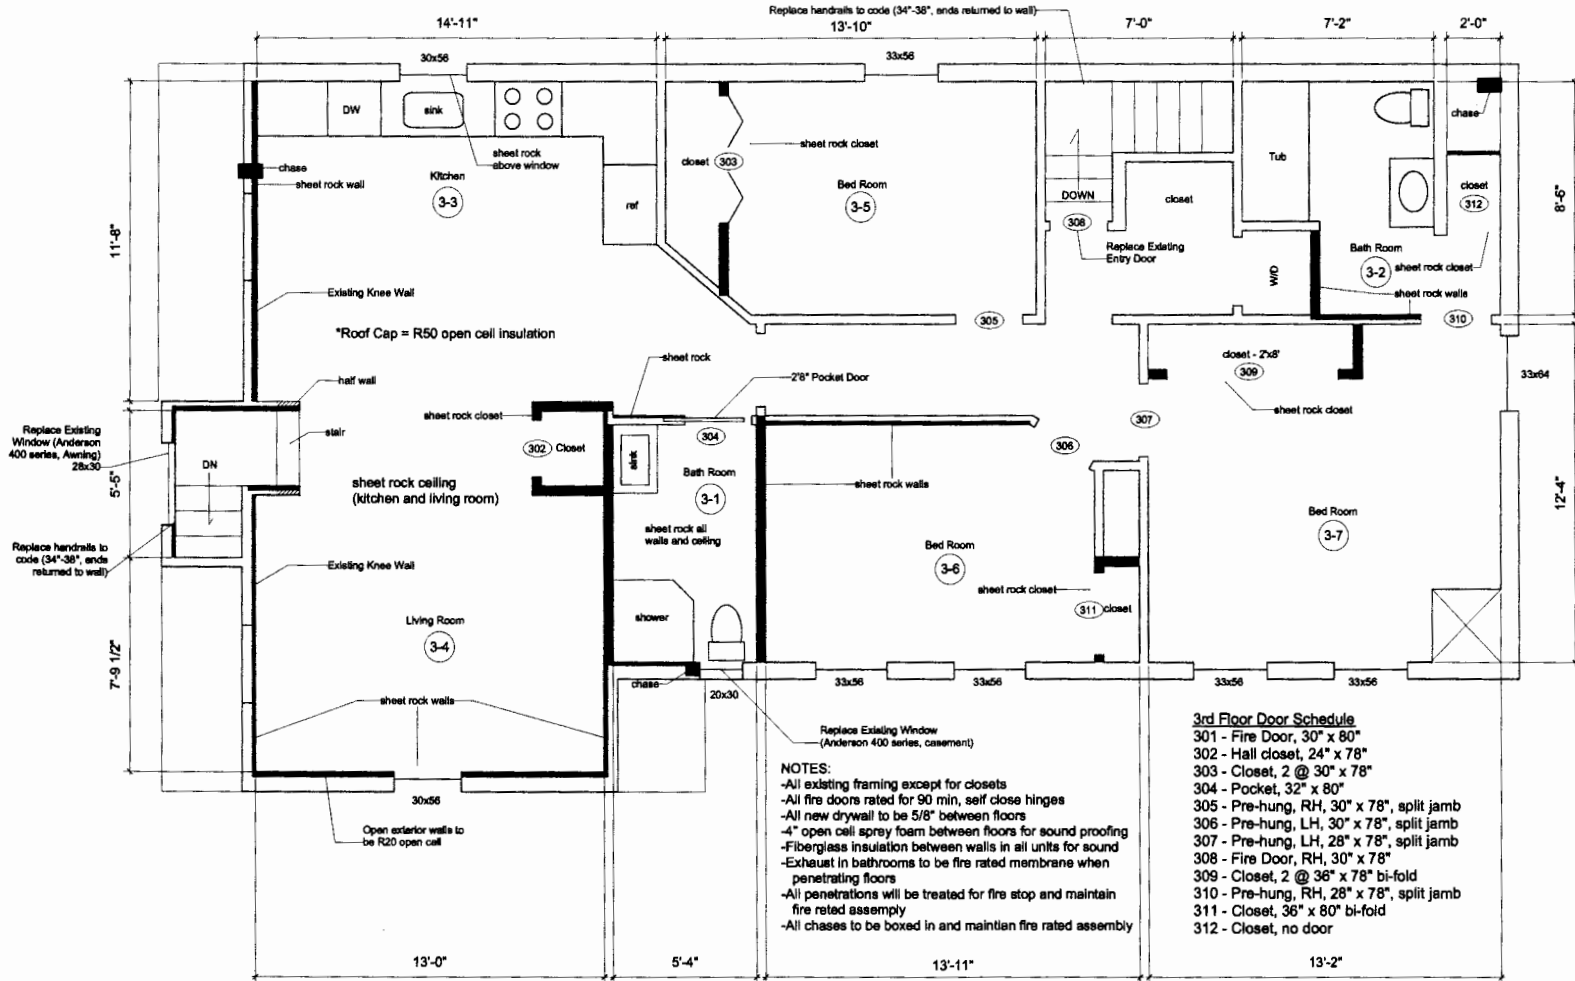 Replace handrails to code (34"-38", ends returned to wall)
14'-11"
13'-10"
7'-0"
7'-2"
2'-0"
30x56
33x56
DW
sink
chase
sheet rock
above window
chase
sheet rock wall
Kitchen
3-3
ref
closet
303
sheet rock closet
Bed Room
3-5
DOWN
308
closet
Replace Existing
Entry Door
Tub
W/D
closet
312
Bath Room
3-2
sheet rock closet
sheet rock walls
11'-8"
8'-6"
Existing Knee Wall
*Roof Cap = R50 open cell insulation
305
310
sheet rock
closet - 2'x8'
309
33x64
half wall
2'8" Pocket Door
sheet rock closet
sheet rock closet
307
Replace Existing
Window (Anderson
400 series, Awning)
28x30
stair
DN
302
Closet
304
306
sink
Bath Room
3-1
sheet rock walls
5'-5"
sheet rock ceiling
(kitchen and living room)
12'-4"
Bed Room
3-7
sheet rock all
walls and ceiling
Replace handrails to
code (34"-38", ends
returned to wall)
Existing Knee Wall
Bed Room
3-6
sheet rock closet
311
closet
shower
Living Room
3-4
7'-9 1/2"
chase
20x30
33x56
33x56
33x56
33x56
sheet rock walls
Replace Existing Window
(Anderson 400 series, casement)
30x56
Open exterior walls to
be R20 open cell
NOTES:
-All existing framing except for closets
-All fire doors rated for 90 min, self close hinges
-All new drywall to be 5/8" between floors
-4" open cell sprey foam between floors for sound proofing
-Fiberglass insulation between walls in all units for sound
-Exhaust in bathrooms to be fire rated membrane when
penetrating floors
-All penetrations will be treated for fire stop and maintain
fire rated assemply
-All chases to be boxed in and maintian fire rated assembly
3rd Floor Door Schedule
301 - Fire Door, 30" x 80"
302 - Hall closet, 24" x 78"
303 - Closet, 2 @ 30" x 78"
304 - Pocket, 32" x 80"
305 - Pre-hung, RH, 30" x 78", split jamb
306 - Pre-hung, LH, 30" x 78", split jamb
307 - Pre-hung, LH, 28" x 78", split jamb
308 - Fire Door, RH, 30" x 78"
309 - Closet, 2 @ 36" x 78" bi-fold
310 - Pre-hung, RH, 28" x 78", split jamb
311 - Closet, 36" x 80" bi-fold
312 - Closet, no door
13'-0"
5'-4"
13'-11"
13'-2"